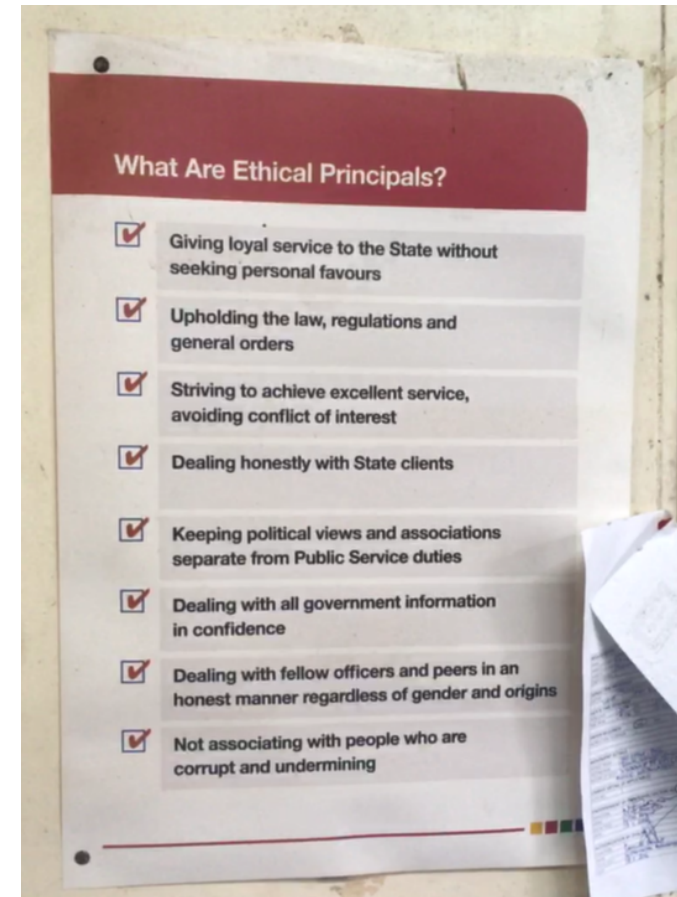 What Are Ethical Principals?
Giving loyal service to the State without
seeking personal favours
Upholding the law, regulations and
general orders
Striving to achieve excellent service,
avoiding conflict of interest
Dealing honestly with State clients
Keeping political views and associations
separate from Public Service duties
Dealing with all government information
in confidence
Dealing with fellow officers and peers in an
honest manner regardless of gender and origins
Not associating with people who are
corrupt and undermining